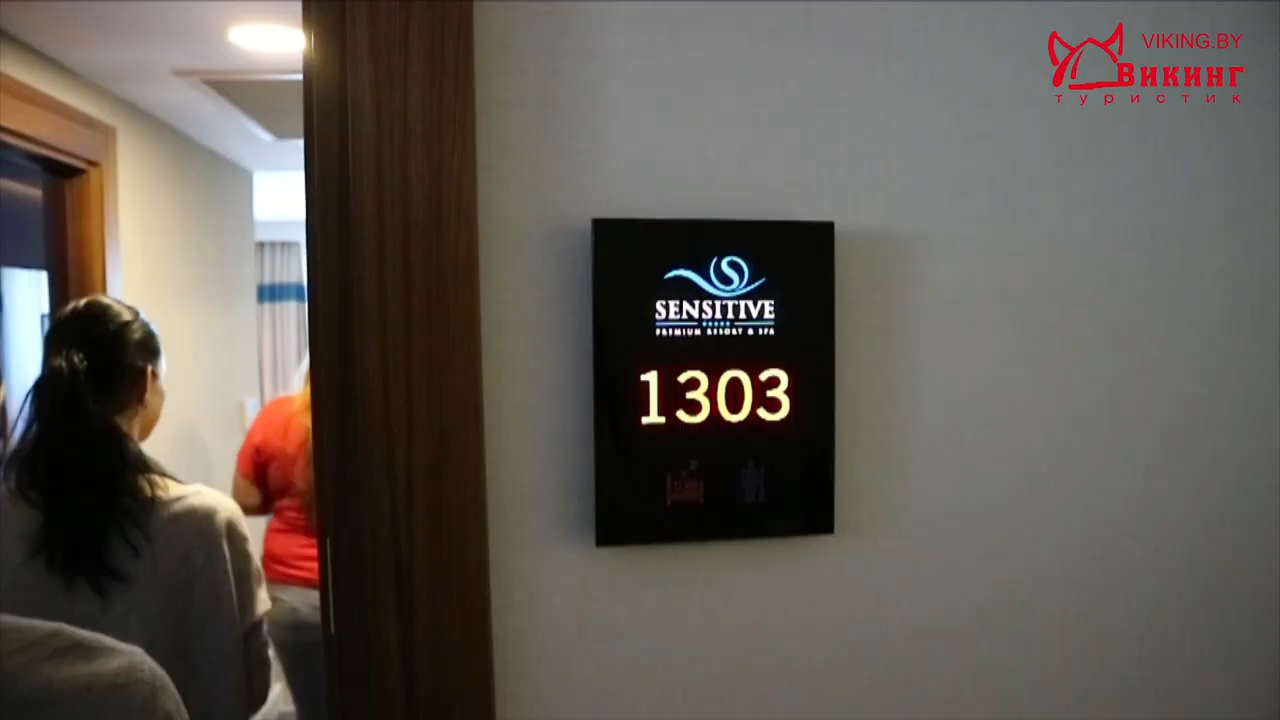 VIKING.BY
Викинг
туристик
SENSITIVE
PREMIUM RESORT & SPA
1303